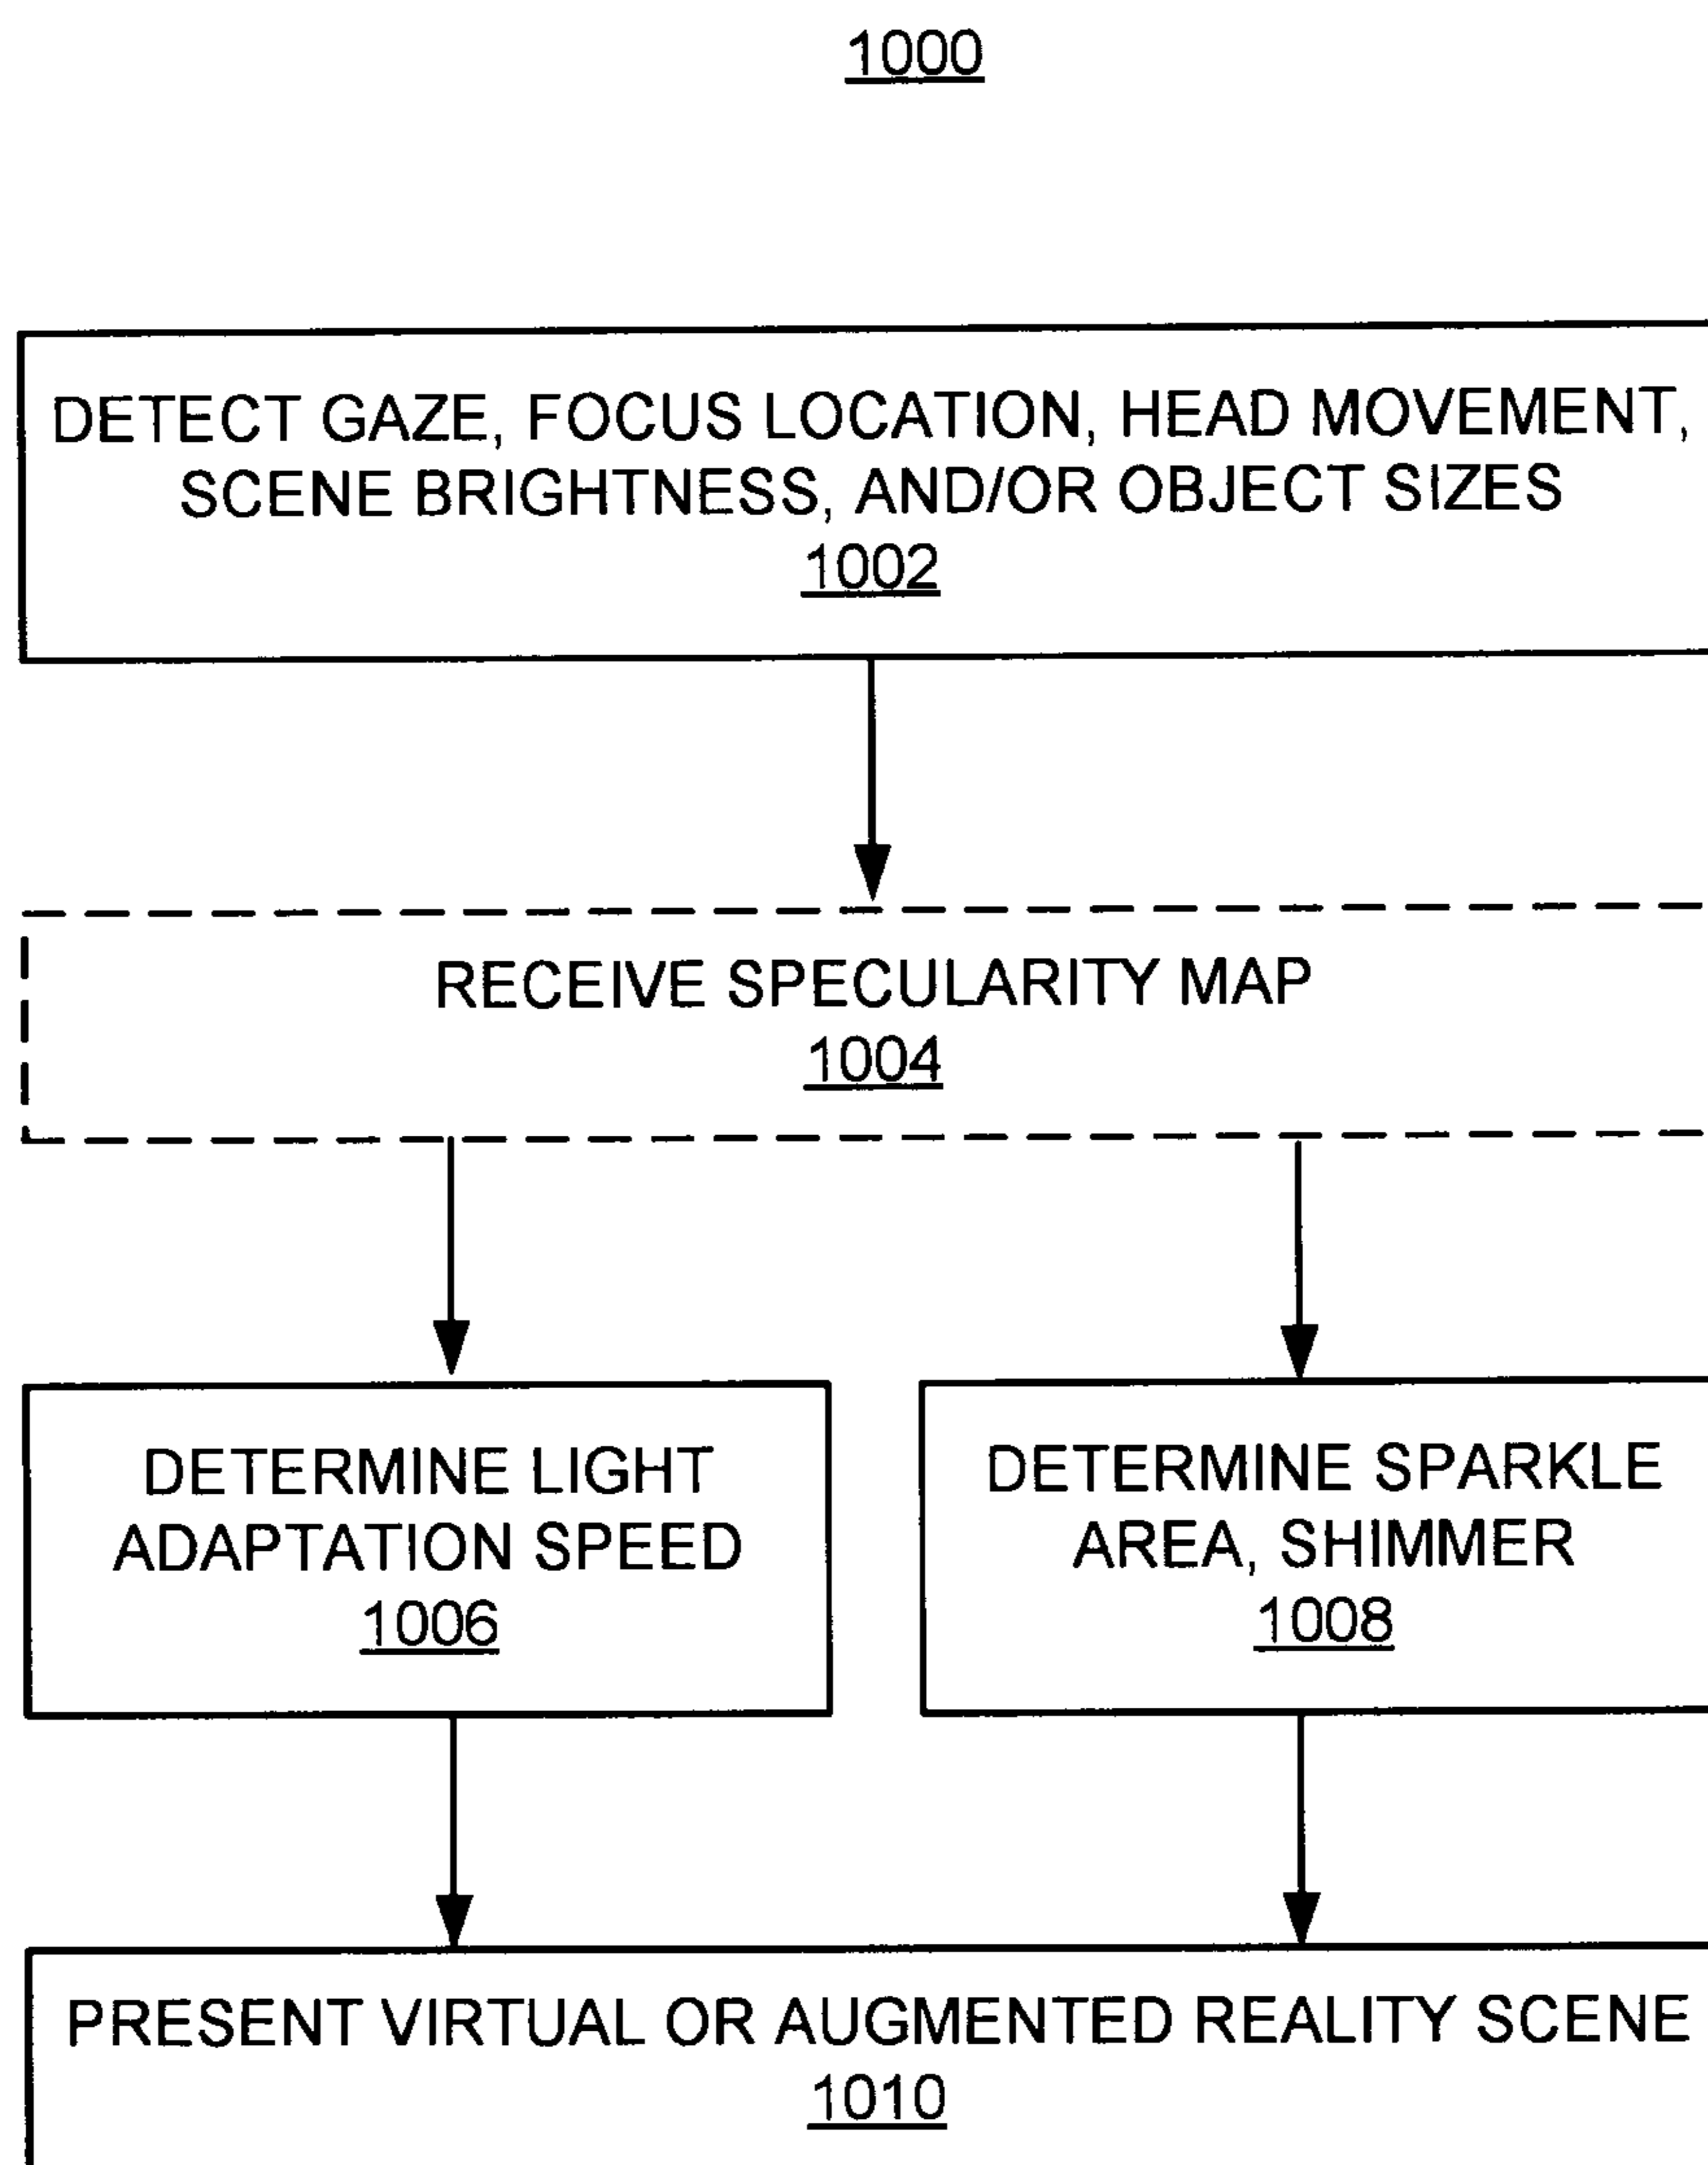 1000
DETECT GAZE, FOCUS LOCATION, HEAD MOVEMENT,
SCENE BRIGHTNESS, AND/OR OBJECT SIZES
1002
RECEIVE SPECULARITY MAP
1004
DETERMINE LIGHT
ADAPTATION SPEED
1006
DETERMINE SPARKLE
AREA, SHIMMER
1008
PRESENT VIRTUAL OR AUGMENTED REALITY SCENE
1010